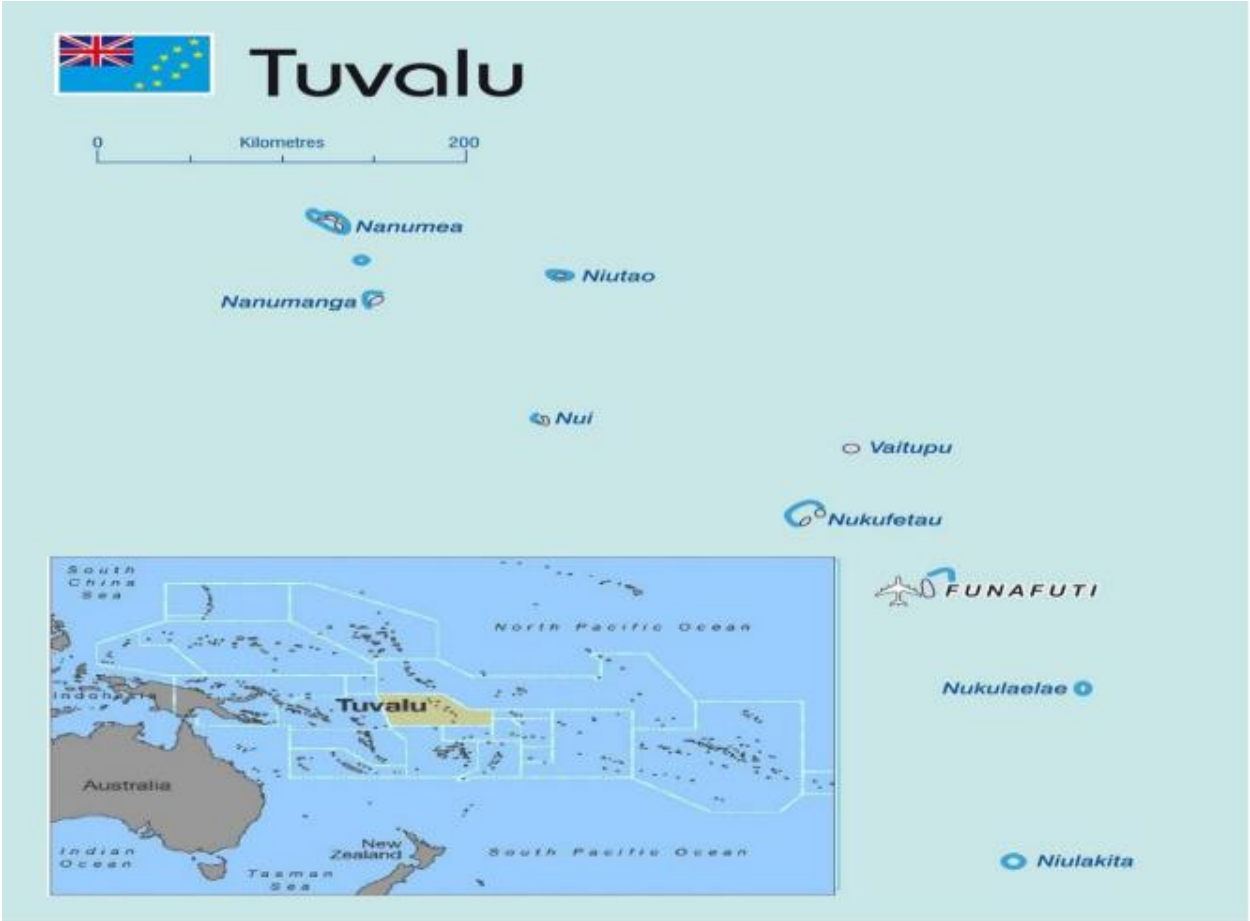 Tuvalu
0 Kilometres 200
Nanumea
Niutao
Nanumanga
Nui
Vaitupu
Nukufetau
FUNAFUTI
Nukulaelae
Niulakita
South
China
Sea
North Pacific Ocean
Indonesia
Tuvalu
Australia
New
Zealand
South Pacific Ocean
Indian
Ocean
Tasman
Sea